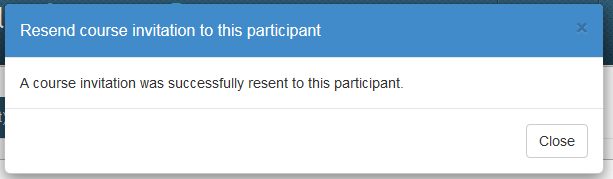 Resend course invitation to this participant
×
A course invitation was successfully resent to this participant.
Close